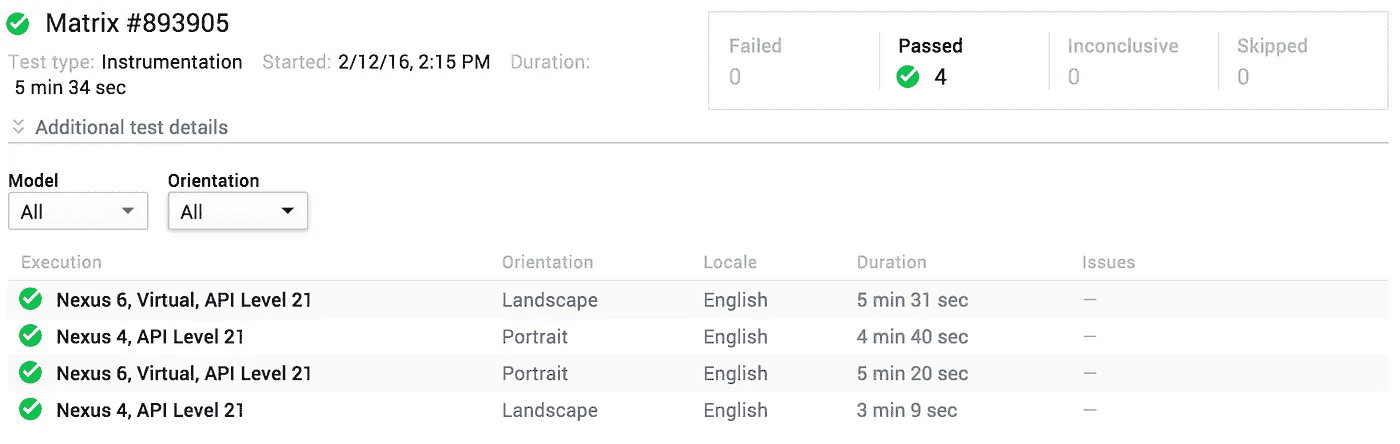 Matrix #893905
Test type: Instrumentation Started: 2/12/16, 2:15 PM Duration:
5 min 34 sec
Failed Passed Inconclusive Skipped
0 4 0 0
Additional test details
Model Orientation
All All
Execution Orientation Locale Duration Issues
Nexus 6, Virtual, API Level 21 Landscape English 5 min 31 sec —
Nexus 4, API Level 21 Portrait English 4 min 40 sec —
Nexus 6, Virtual, API Level 21 Portrait English 5 min 20 sec —
Nexus 4, API Level 21 Landscape English 3 min 9 sec —